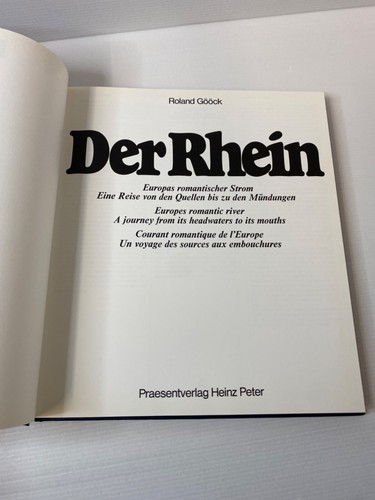 Roland Gööck
Der Rhein
Europas romantischer Strom
Eine Reise von den Quellen bis zu den Mündungen
Europes romantic river
A journey from its headwaters to its mouths
Courant romantique de l'Europe
Un voyage des sources aux embouchures
Praesentverlag Heinz Peter